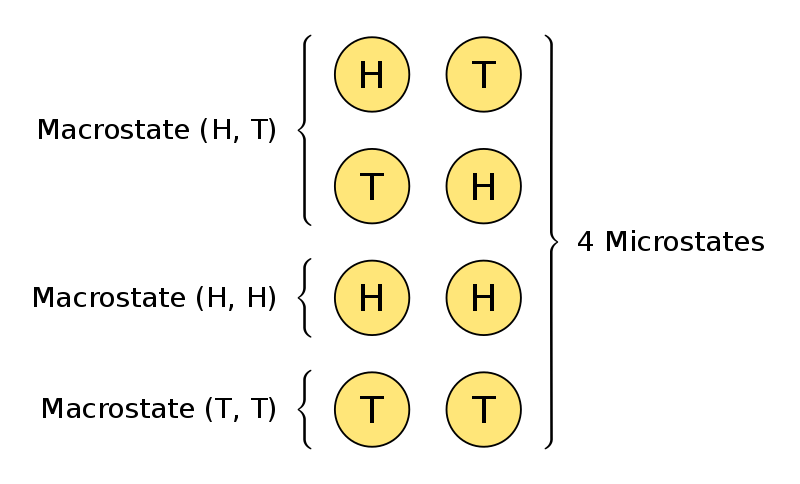 H T
Macrostate (H, T)
T H
4 Microstates
Macrostate (H, H)
H H
Macrostate (T, T)
T T